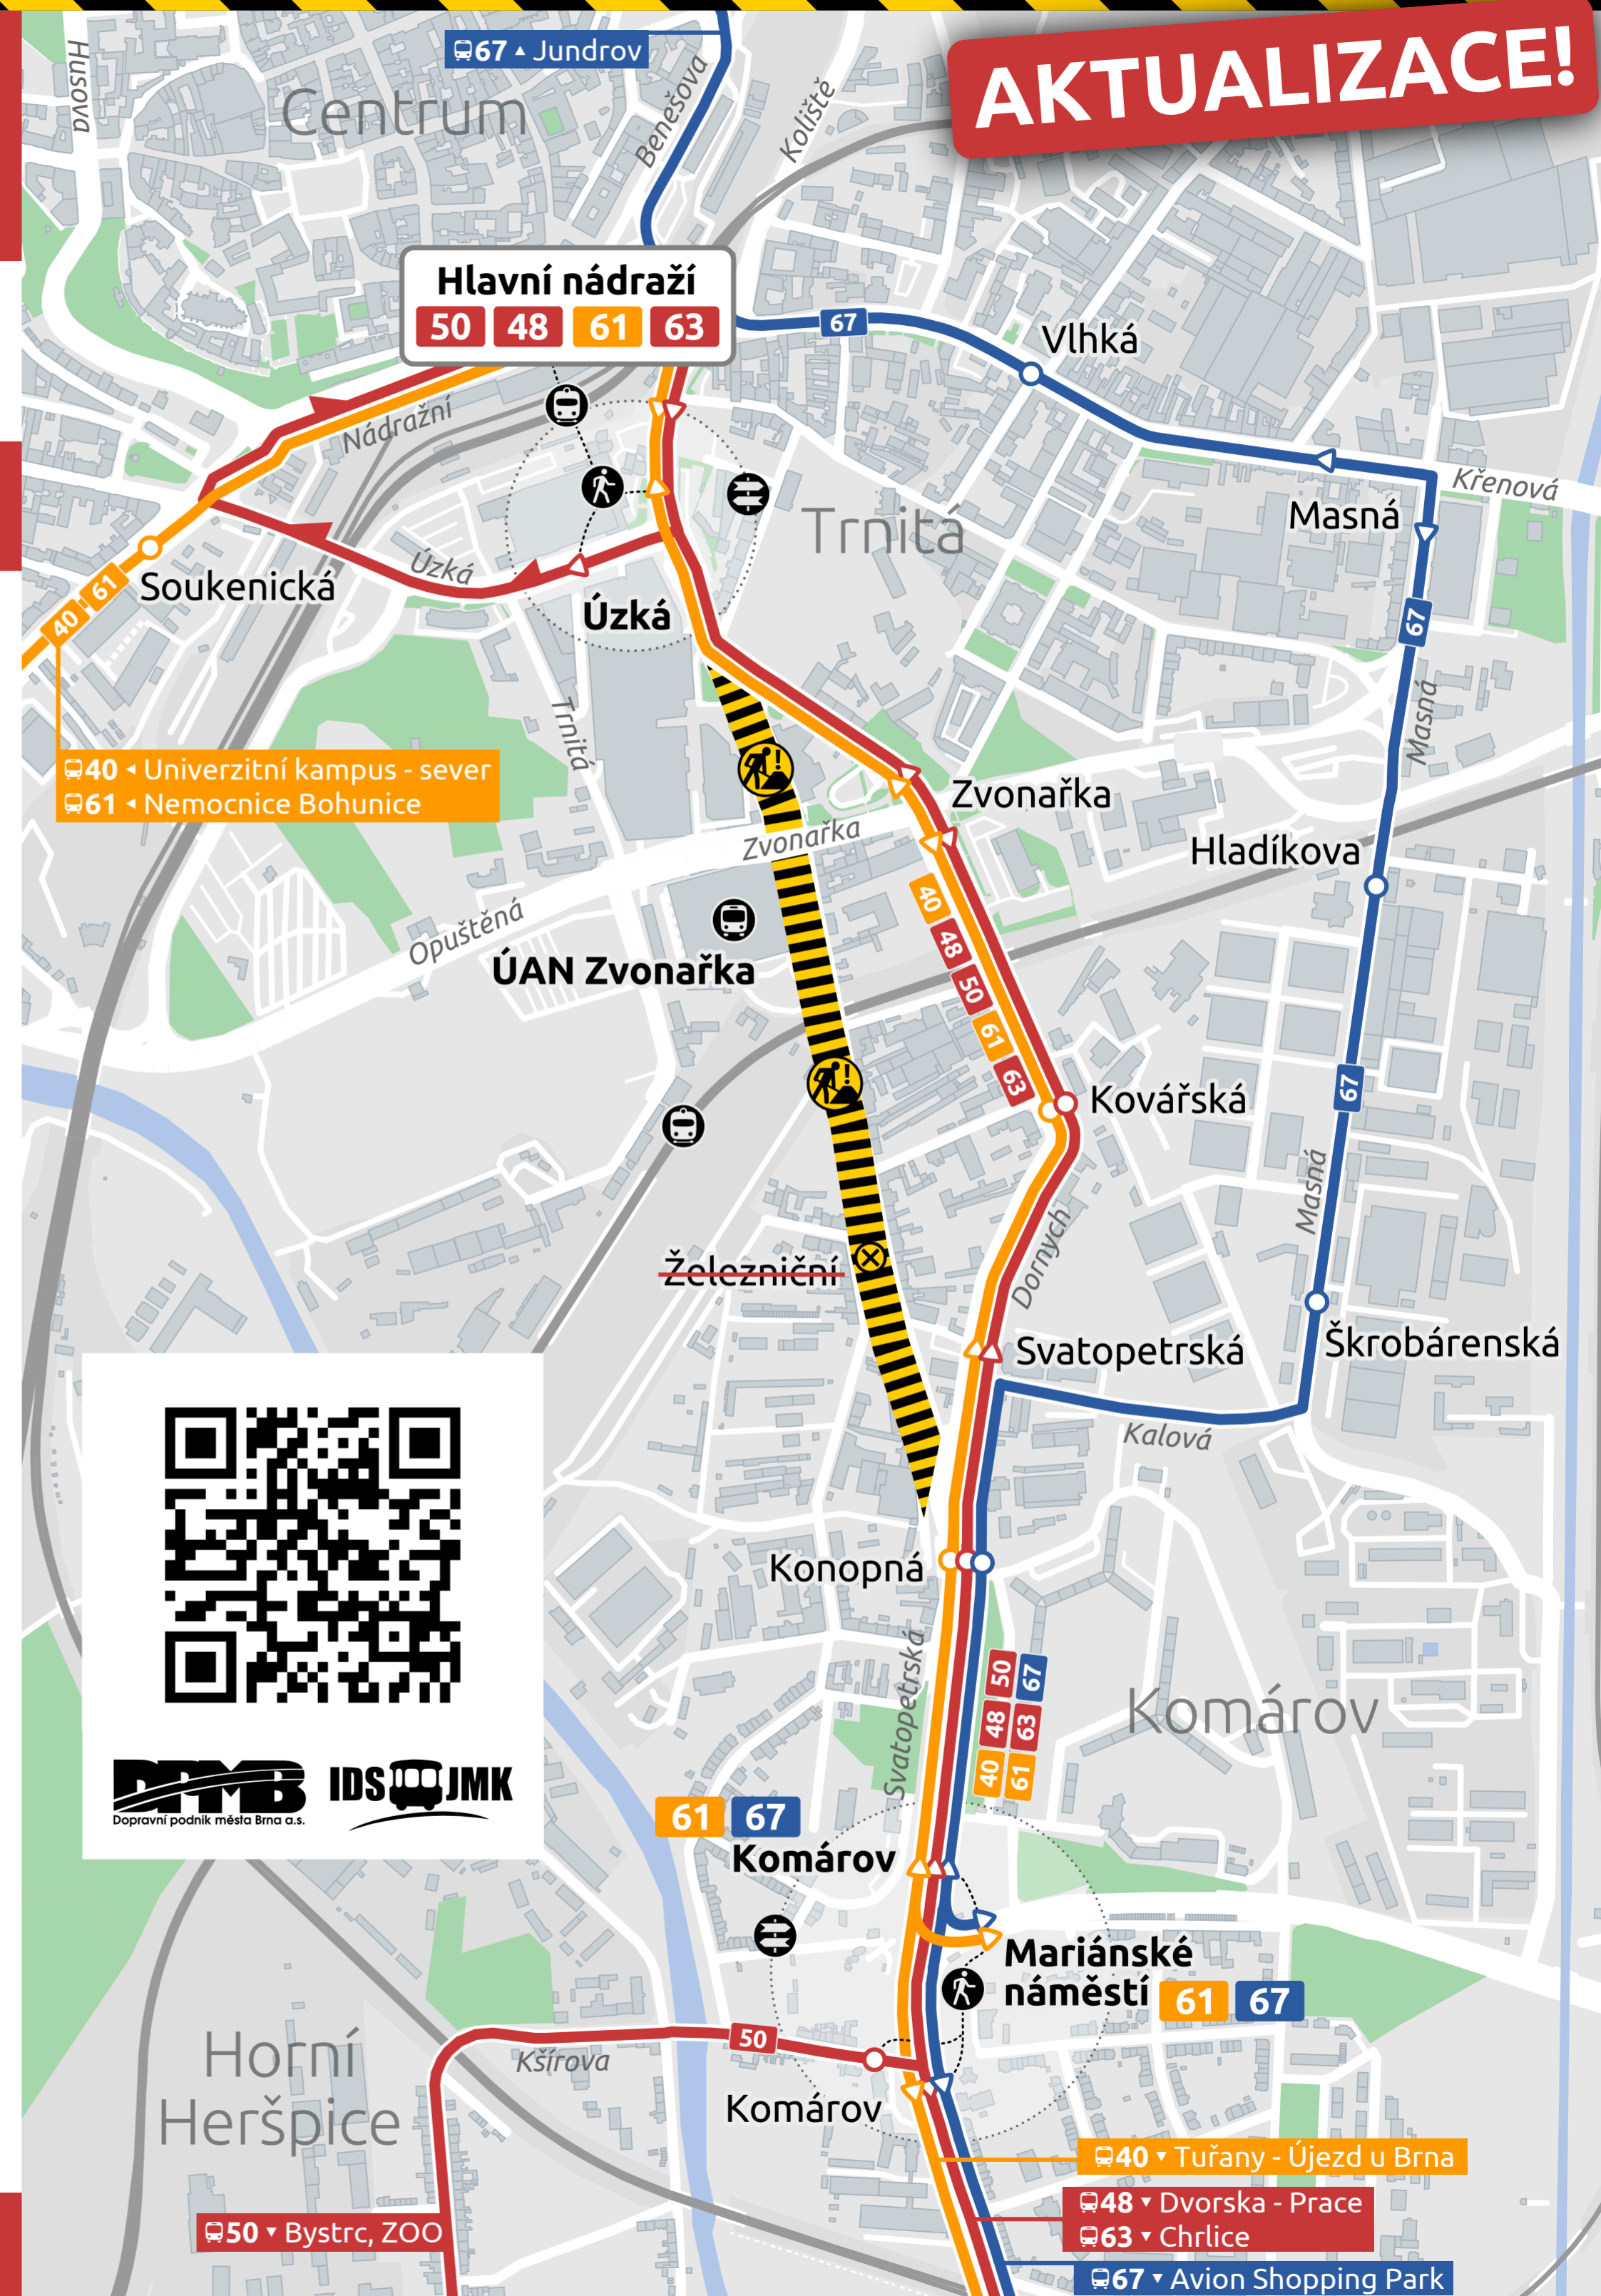 67 ▲ Jundrov
AKTUALIZACE!
Husova
Centrum
Benešova
Koliště
Hlavní nádraží
50 48 61 63
67
Vlhká
Nádražní
Křenová
Masná
Trnitá
Úzká
Soukenická
Úzká
40 61
67
Trnitá
Masná
40 ◂ Univerzitní kampus - sever
61 ◂ Nemocnice Bohunice
Zvonařka
Zvonařka
Hladíkova
Opuštěná
40
48
50
61
63
ÚAN Zvonařka
67
Kovářská
Masná
Dornych
Železniční
Svatopetrská
Škrobárenská
Kalová
Konopná
Svatopetrská
50 67
48 63
40 61
Komárov
DPMB
Dopravní podnik města Brna a.s.
IDS JMK
61 67
Komárov
Mariánské
náměstí 61 67
Horní
Heršpice
50
Kšírova
Komárov
40 ▾ Tuřany - Újezd u Brna
48 ▾ Dvorska - Prace
63 ▾ Chrlice
50 ▾ Bystrc, ZOO
67 ▾ Avion Shopping Park